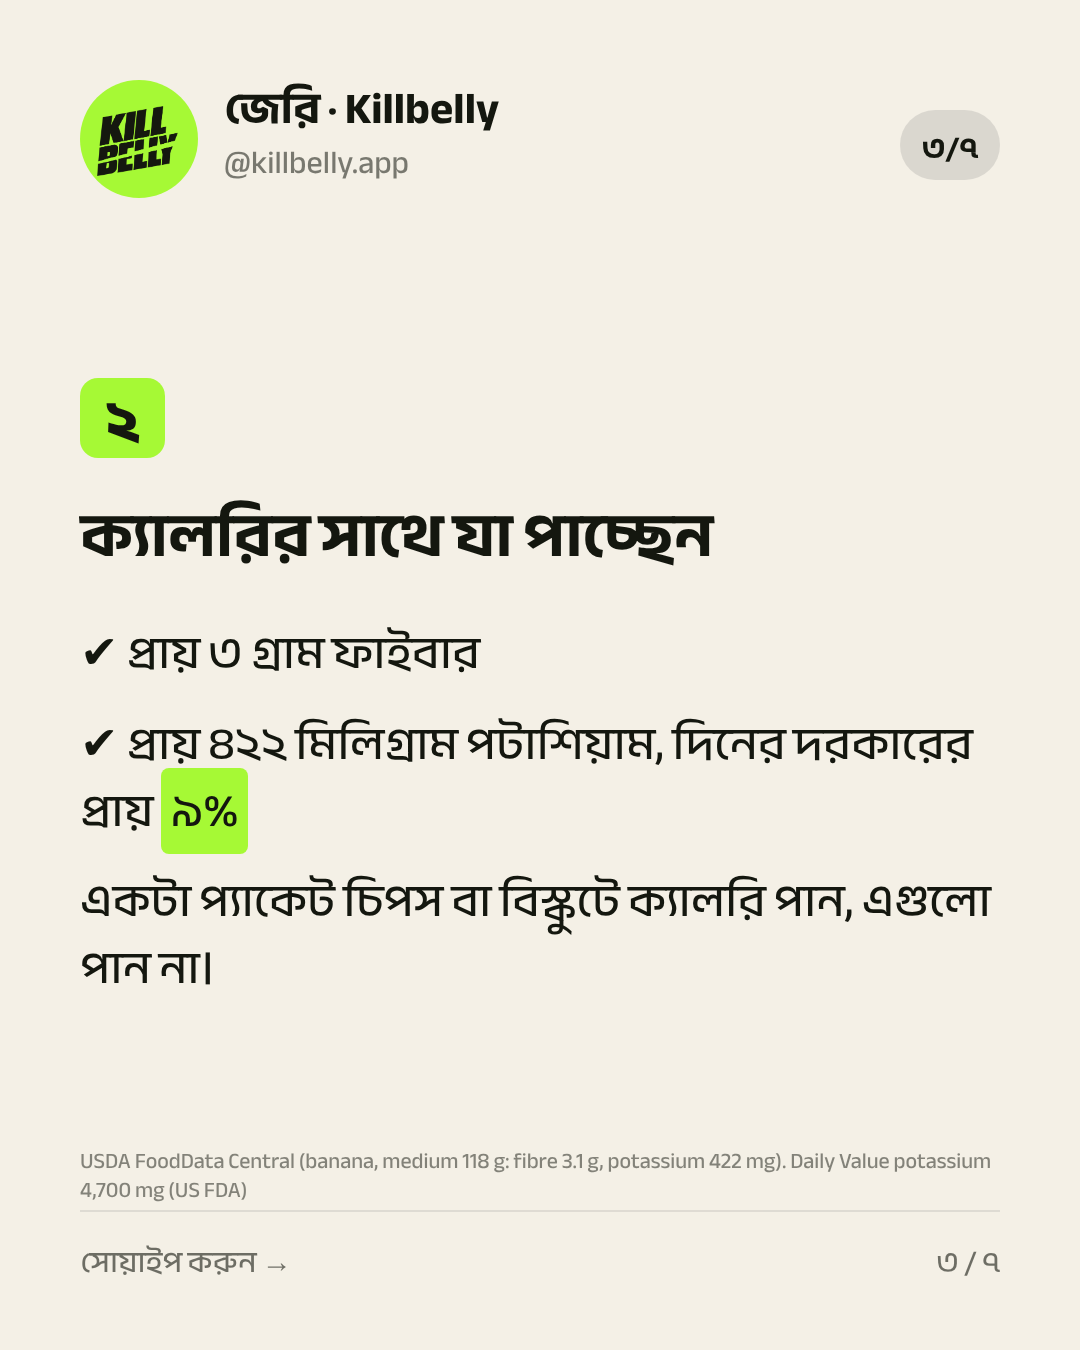 KILL
BELLY
জেরি · Killbelly
@killbelly.app
৩/৭
২
ক্যালরির সাথে যা পাচ্ছেন
✔ প্রায় ৩ গ্রাম ফাইবার
✔ প্রায় ৪২২ মিলিগ্রাম পটাশিয়াম, দিনের দরকারের
প্রায় ৯%
একটা প্যাকেট চিপস বা বিস্কুটে ক্যালরি পান, এগুলো
পান না।
USDA FoodData Central (banana, medium 118 g: fibre 3.1 g, potassium 422 mg). Daily Value potassium
4,700 mg (US FDA)
সোয়াইপ করুন →
৩ / ৭